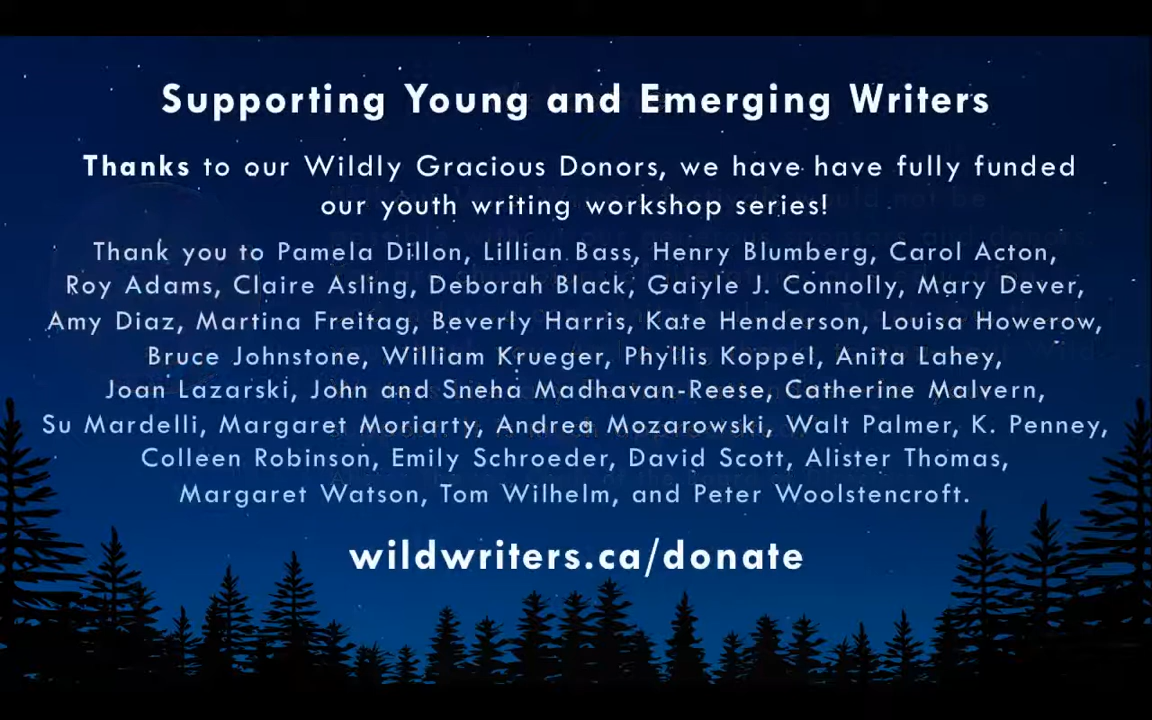 Supporting Young and Emerging Writers
Thanks to our Wildly Gracious Donors, we have have fully funded
our youth writing workshop series!
Thank you to Pamela Dillon, Lillian Bass, Henry Blumberg, Carol Acton,
Roy Adams, Claire Asling, Deborah Black, Gaiyle J. Connolly, Mary Dever,
Amy Diaz, Martina Freitag, Beverly Harris, Kate Henderson, Louisa Howerow,
Bruce Johnstone, William Krueger, Phyllis Koppel, Anita Lahey,
Joan Lazarski, John and Sneha Madhavan-Reese, Catherine Malvern,
Su Mardelli, Margaret Moriarty, Andrea Mozarowski, Walt Palmer, K. Penney,
Colleen Robinson, Emily Schroeder, David Scott, Alister Thomas,
Margaret Watson, Tom Wilhelm, and Peter Woolstencroft.
wildwriters.ca/donate